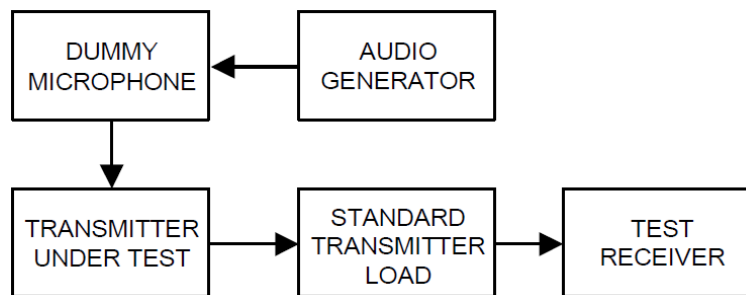 DUMMY
MICROPHONE
AUDIO
GENERATOR
TRANSMITTER
UNDER TEST
STANDARD
TRANSMITTER
LOAD
TEST
RECEIVER